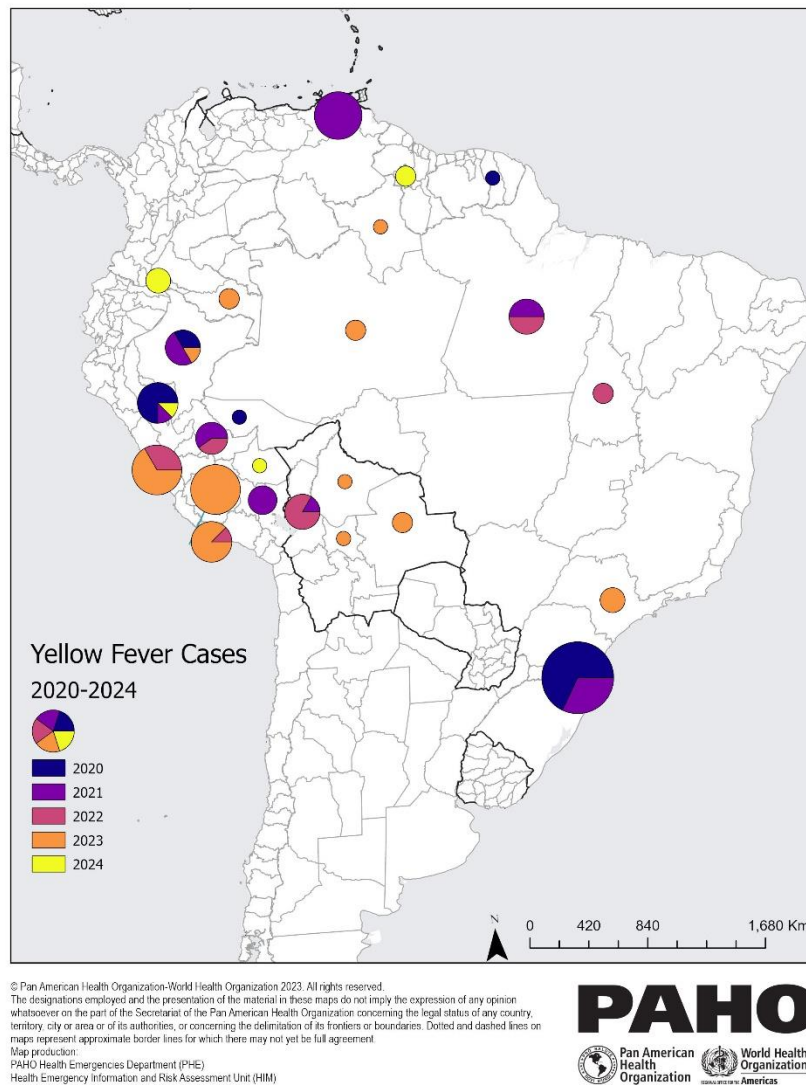 Yellow Fever Cases
2020-2024
2020
2021
2022
2023
2024
N
0 420 840 1,680 Km
© Pan American Health Organization-World Health Organization 2023. All rights reserved.
The designations employed and the presentation of the material in these maps do not imply the expression of any opinion
whatsoever on the part of the Secretariat of the Pan American Health Organization concerning the legal status of any country,
territory, city or area or of its authorities, or concerning the delimitation of its frontiers or boundaries. Dotted and dashed lines on
maps represent approximate border lines for which there may not yet be full agreement.
Map production:
PAHO Health Emergencies Department (PHE)
Health Emergency Information and Risk Assessment Unit (HIM)
PAHO
Pan American
Health
Organization
World Health
Organization
Americas